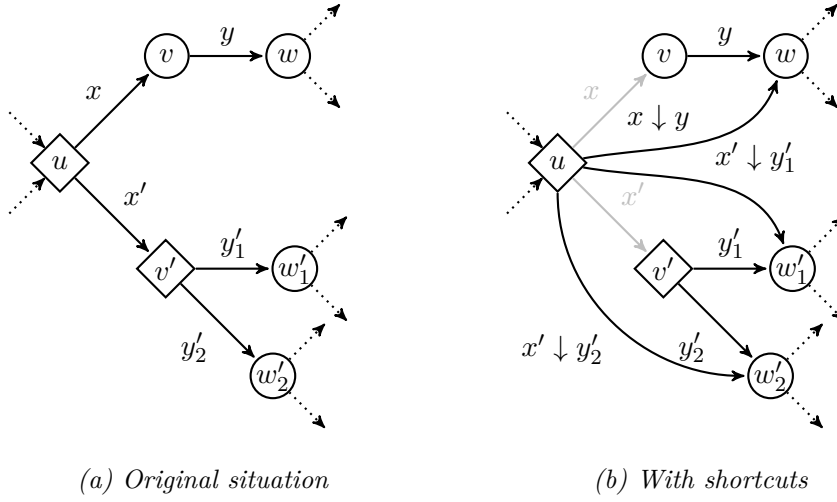 v y w
x
u
x′
v′ y′₁ w′₁
y′₂
w′₂
(a) Original situation
v y w
x
x ↓ y
u
x′ ↓ y′₁
x′
v′ y′₁ w′₁
x′ ↓ y′₂ y′₂
w′₂
(b) With shortcuts